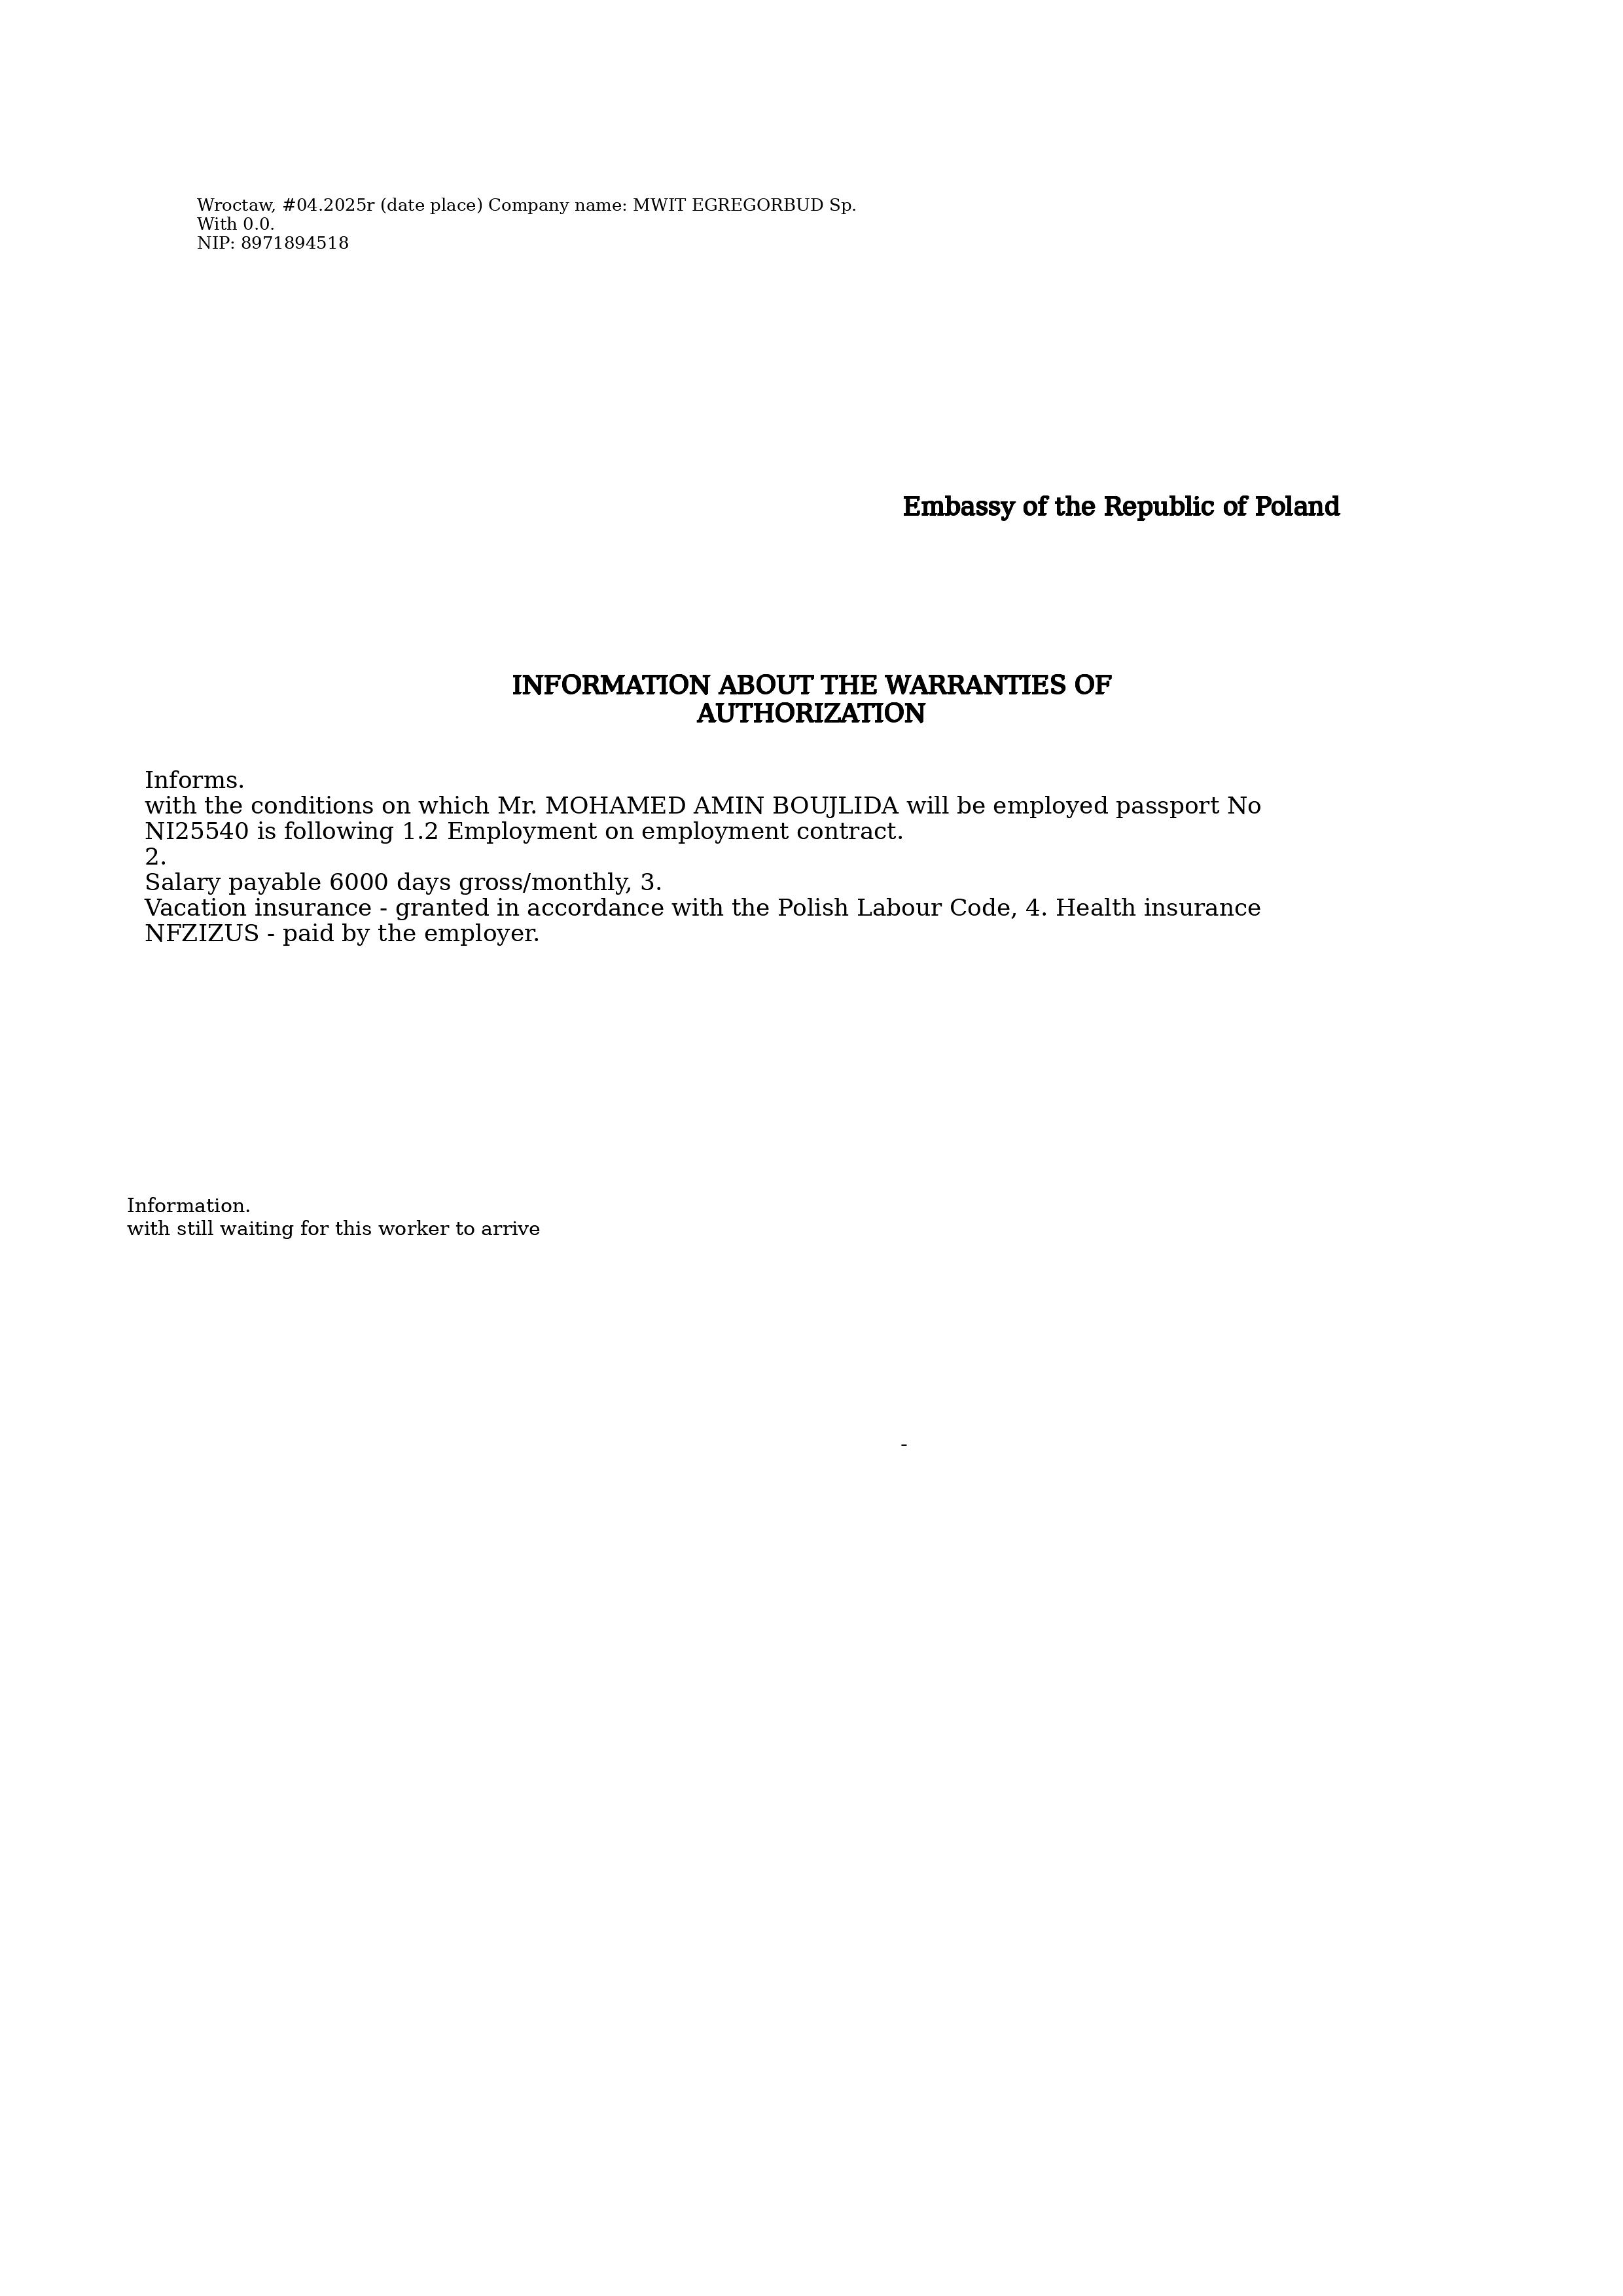 Wroctaw, #04.2025r (date place) Company name: MWIT EGREGORBUD Sp.
With 0.0.
NIP: 8971894518
Embassy of the Republic of Poland
INFORMATION ABOUT THE WARRANTIES OF
AUTHORIZATION
Informs.
with the conditions on which Mr. MOHAMED AMIN BOUJLIDA will be employed passport No
NI25540 is following 1.2 Employment on employment contract.
2.
Salary payable 6000 days gross/monthly, 3.
Vacation insurance - granted in accordance with the Polish Labour Code, 4. Health insurance
NFZIZUS - paid by the employer.
Information.
with still waiting for this worker to arrive
-